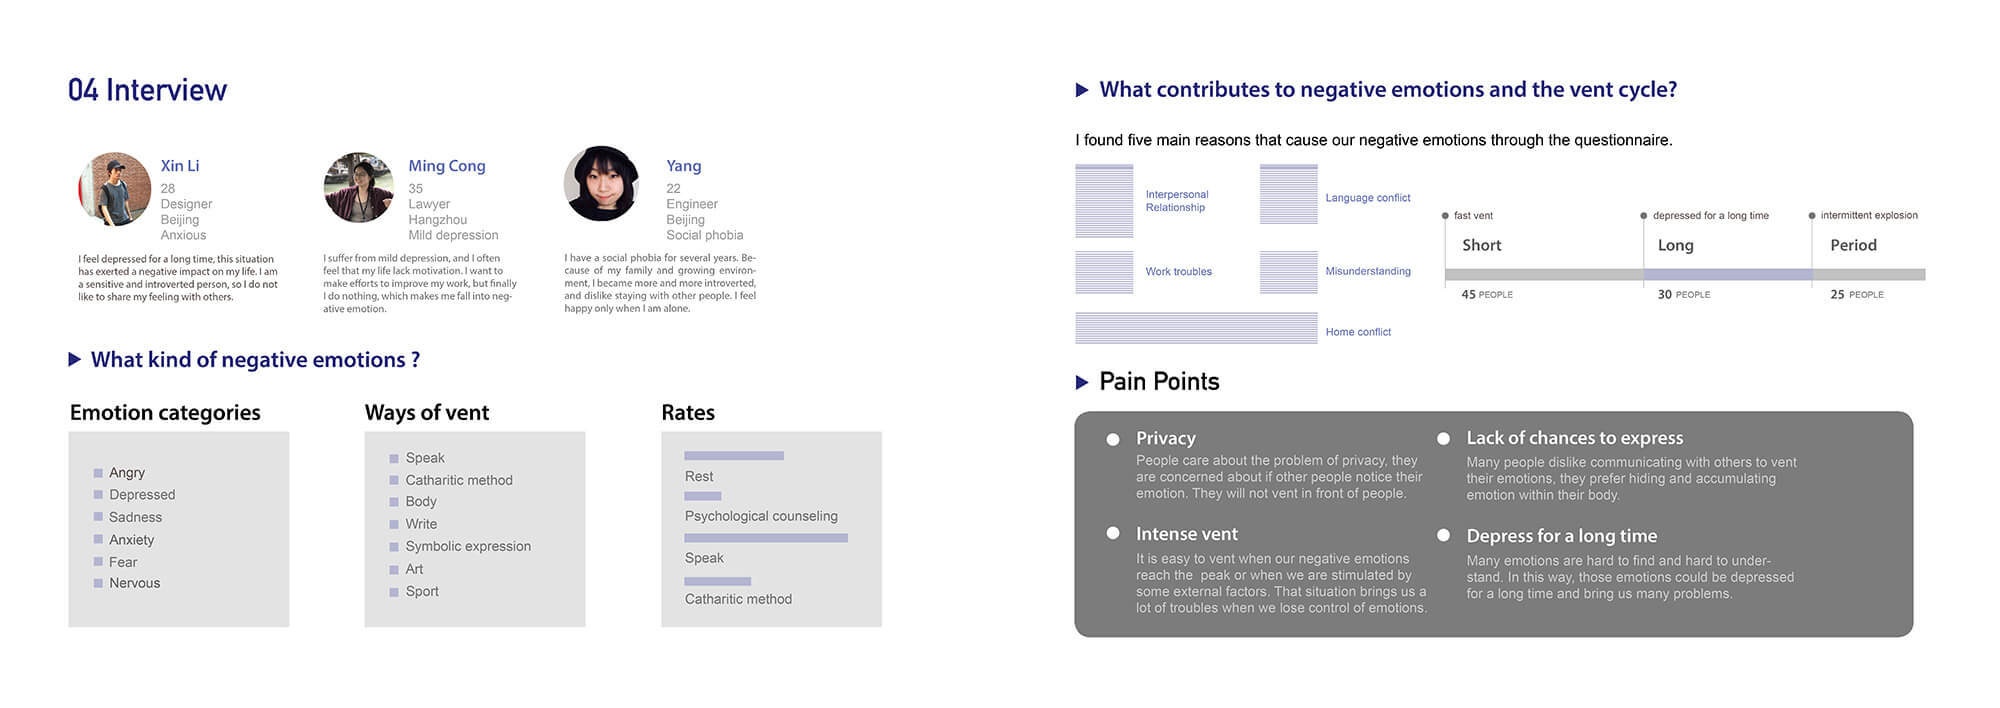 04 Interview
Xin Li
28
Designer
Beijing
Anxious
I feel depressed for a long time, this situation
has exerted a negative impact on my life. I am
a sensitive and introverted person, so I do not
like to share my feeling with others.
Ming Cong
35
Lawyer
Hangzhou
Mild depression
I suffer from mild depression, and I often
feel that my life lack motivation. I want to
make efforts to improve my work, but finally
I do nothing, which makes me fall into neg-
ative emotion.
Yang
22
Engineer
Beijing
Social phobia
I have a social phobia for several years. Be-
cause of my family and growing environ-
ment, I became more and more introverted,
and dislike staying with other people. I feel
happy only when I am alone.
What kind of negative emotions ?
Emotion categories
Angry
Depressed
Sadness
Anxiety
Fear
Nervous
Ways of vent
Speak
Catharitic method
Body
Write
Symbolic expression
Art
Sport
Rates
Rest
Psychological counseling
Speak
Catharitic method
What contributes to negative emotions and the vent cycle?
I found five main reasons that cause our negative emotions through the questionnaire.
Interpersonal
Relationship
Language conflict
Work troubles
Misunderstanding
Home conflict
fast vent
Short
45 PEOPLE
depressed for a long time
Long
30 PEOPLE
intermittent explosion
Period
25 PEOPLE
Pain Points
Privacy
People care about the problem of privacy, they
are concerned about if other people notice their
emotion. They will not vent in front of people.
Lack of chances to express
Many people dislike communicating with others to vent
their emotions, they prefer hiding and accumulating
emotion within their body.
Intense vent
It is easy to vent when our negative emotions
reach the peak or when we are stimulated by
some external factors. That situation brings us a
lot of troubles when we lose control of emotions.
Depress for a long time
Many emotions are hard to find and hard to under-
stand. In this way, those emotions could be depressed
for a long time and bring us many problems.